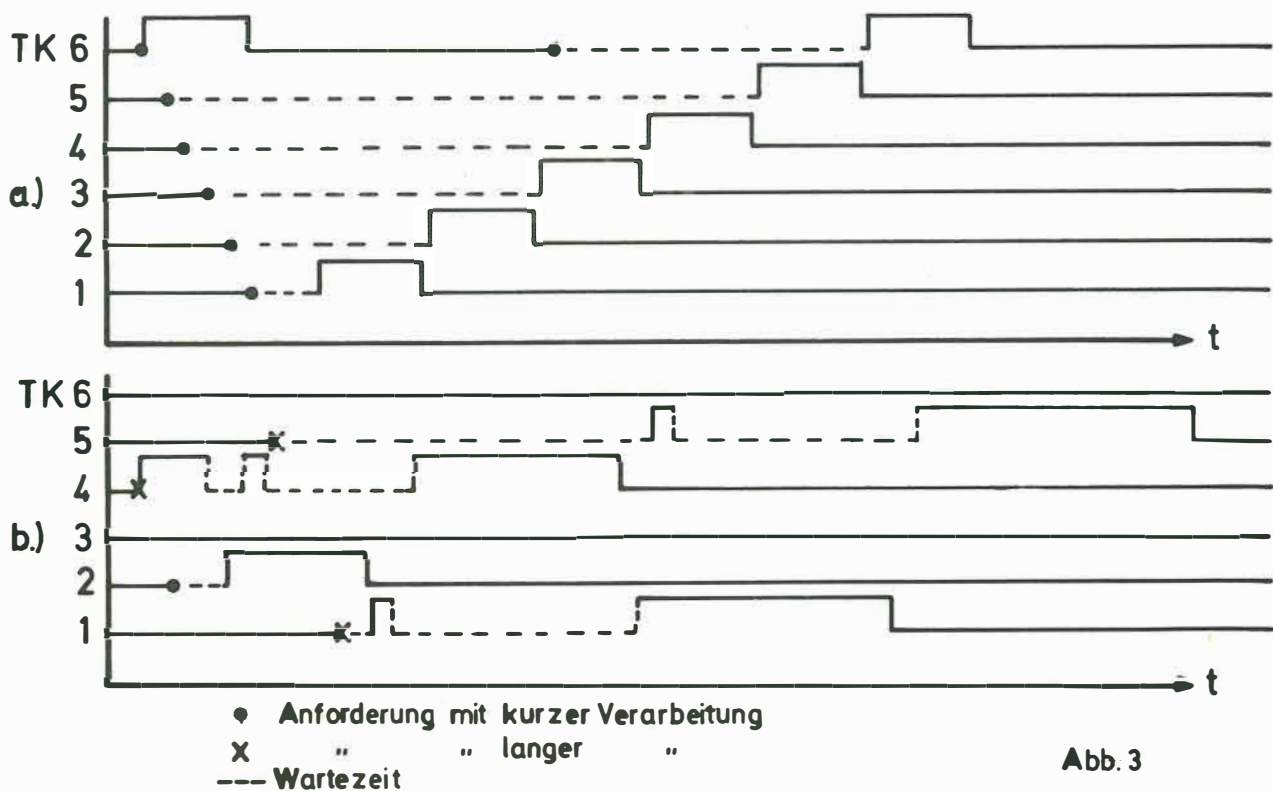 TK 6
5
4
a.) 3
2
1
t
TK 6
5
4
b.) 3
2
1
t
● Anforderung mit kurzer Verarbeitung
X " " langer "
--- Wartezeit
Abb. 3